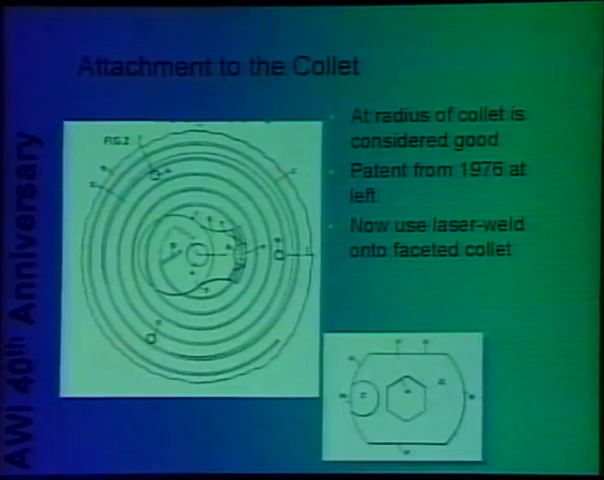 Attachment to the Collet
At radius of collet is
considered good
Patent from 1976 at
left
Now use laser-weld
onto faceted collet
FIG.2
AWI 40th Anniversary